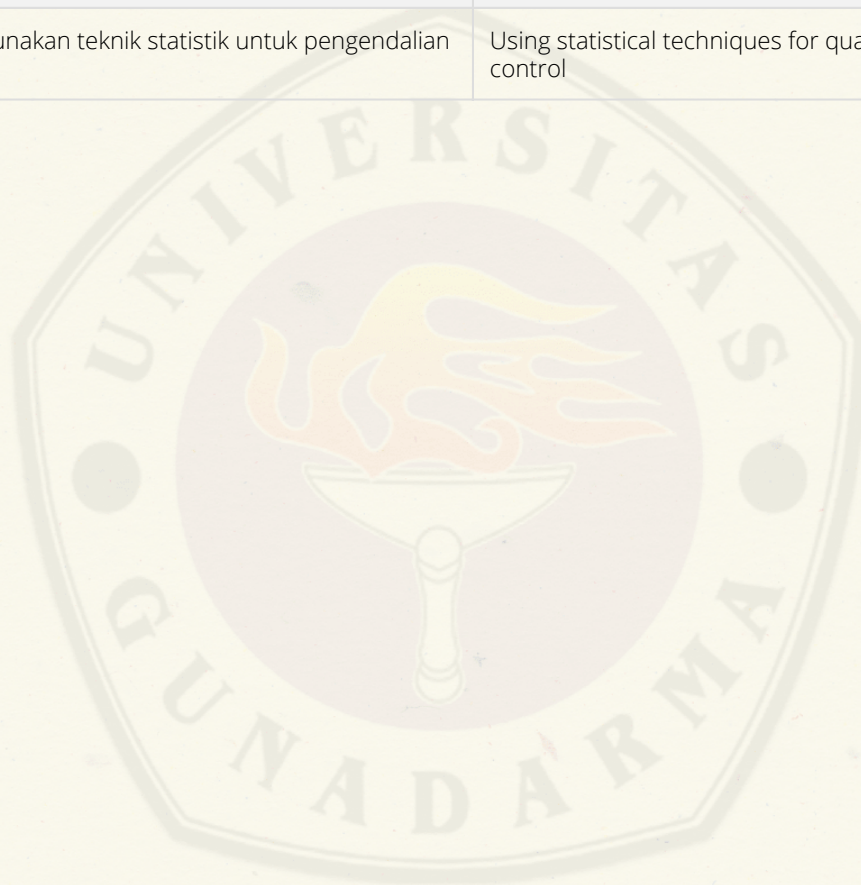 unakan teknik statistik untuk pengendalian
Using statistical techniques for qua
control
UNIVERSITAS
GUNADARMA